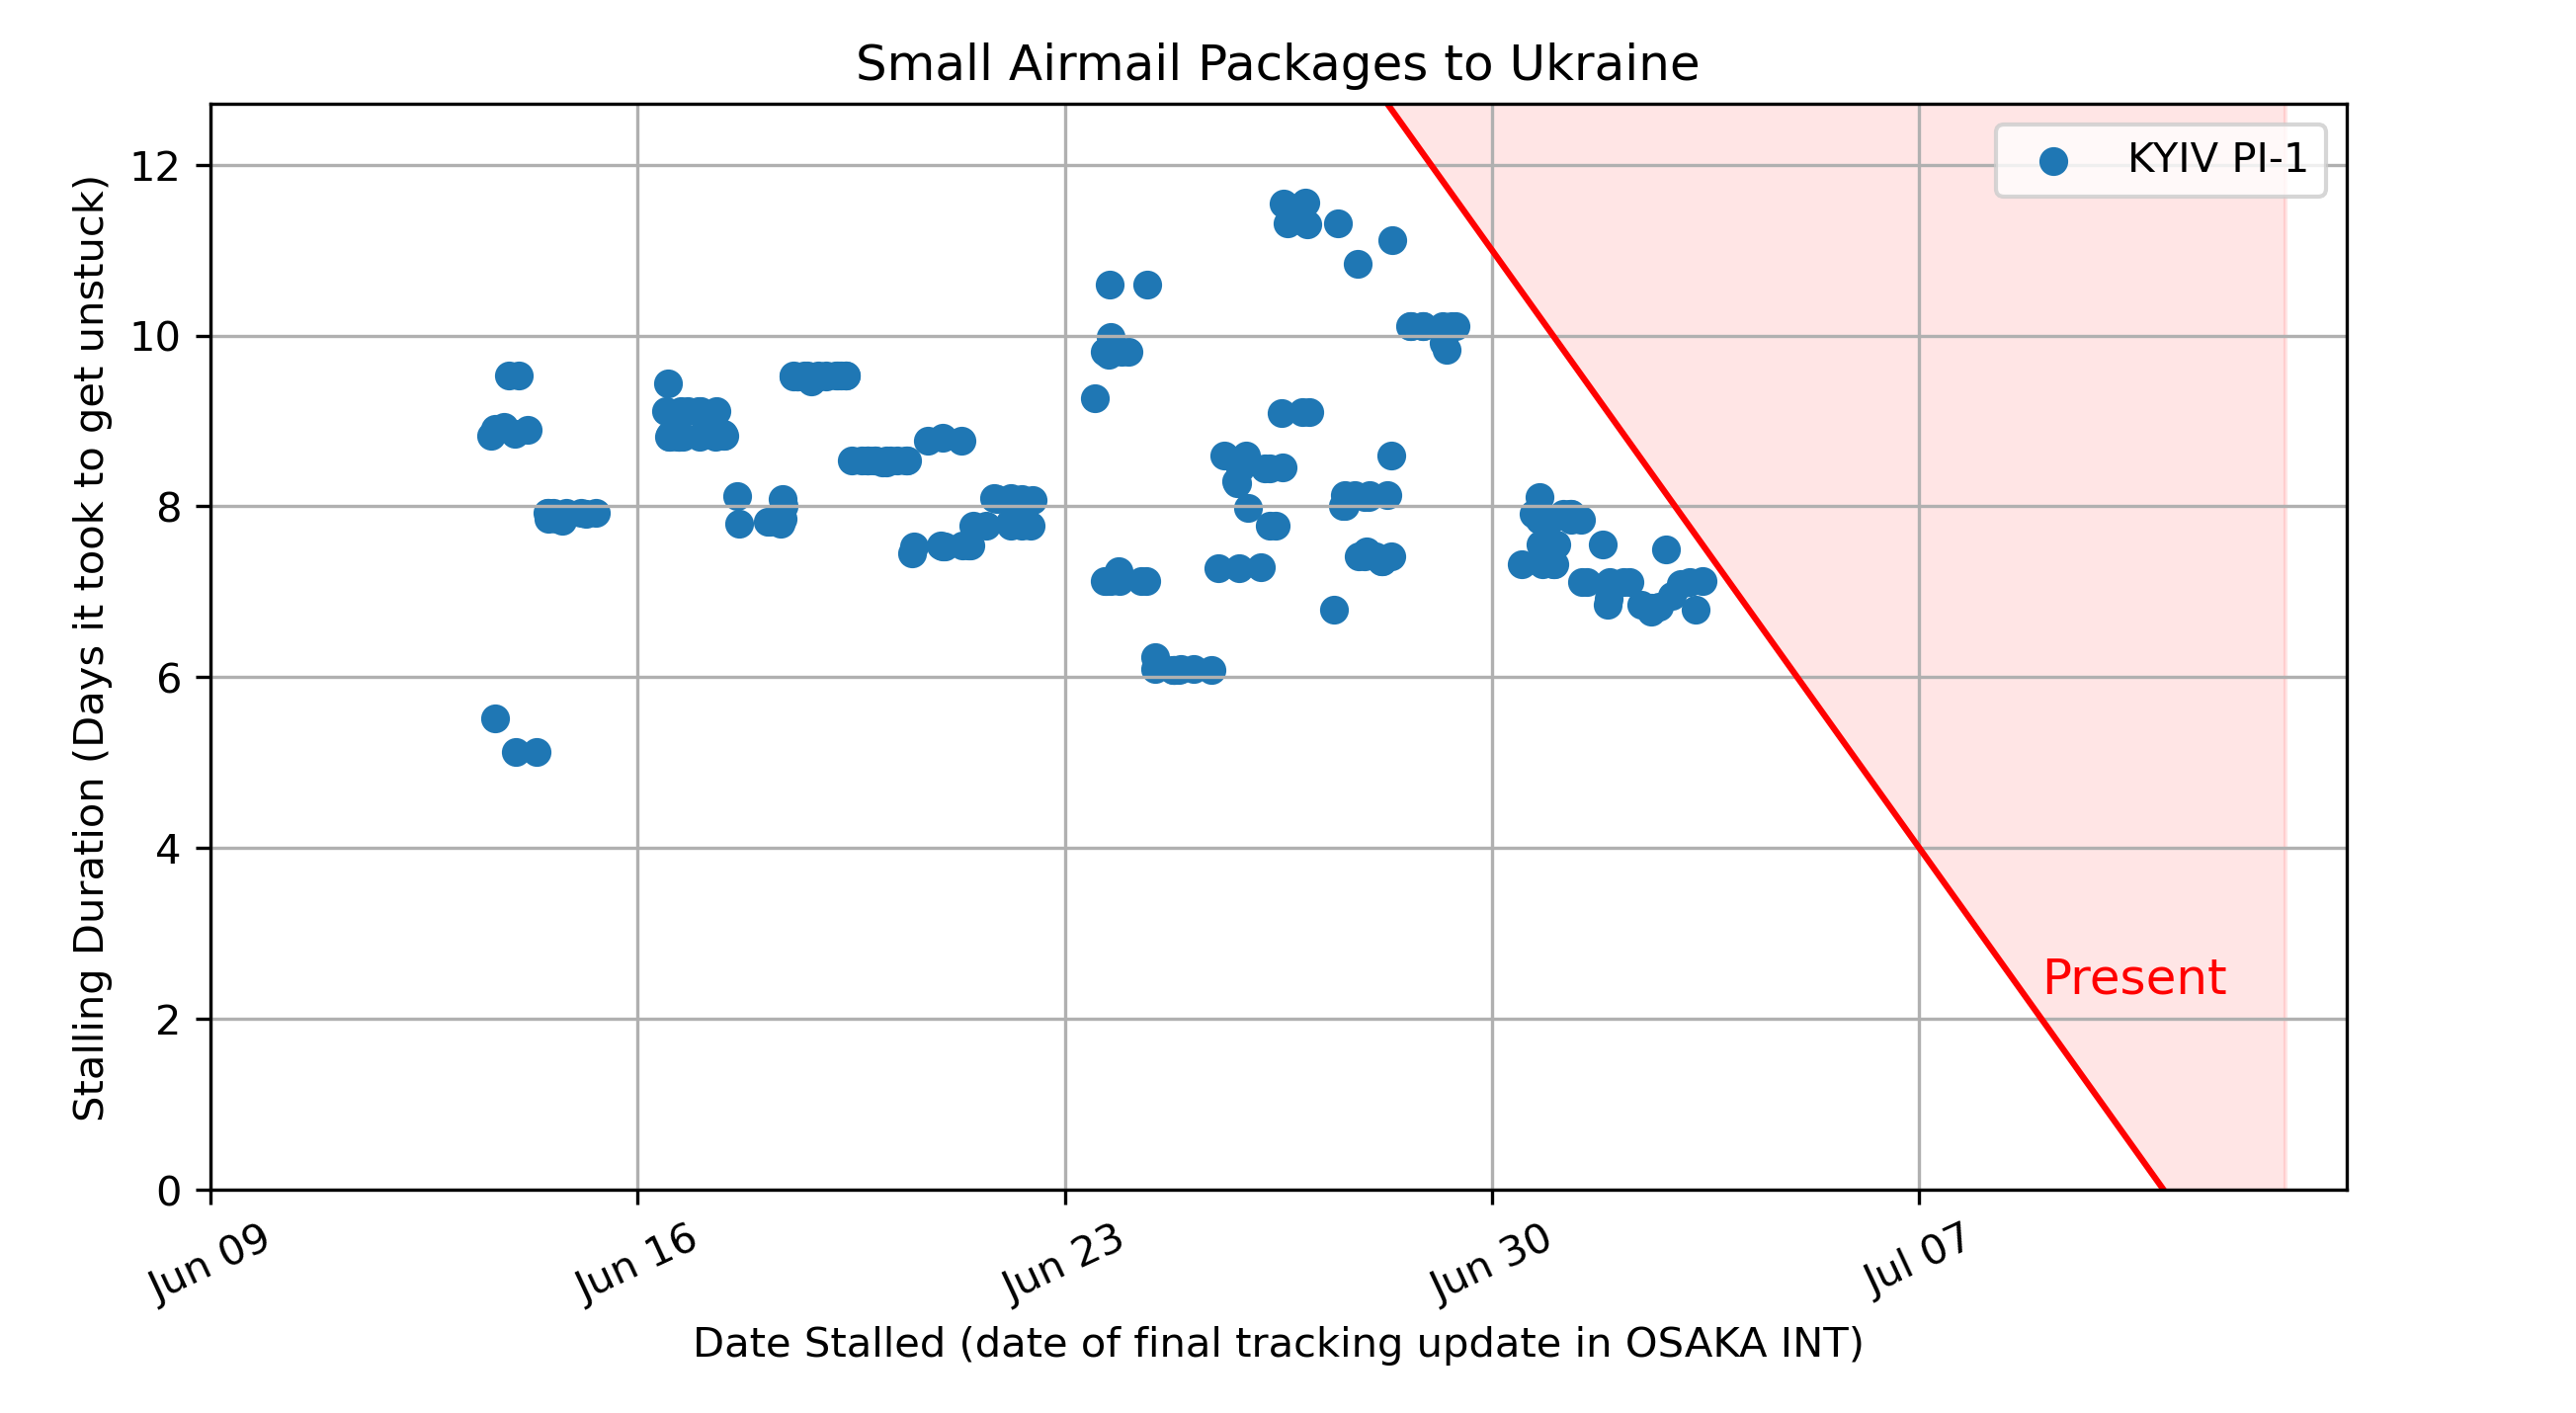 Small Airmail Packages to Ukraine
KYIV PI-1
Stalling Duration (Days it took to get unstuck)
12
10
8
6
4
2
0
Present
Jun 09
Jun 16
Jun 23
Jun 30
Jul 07
Date Stalled (date of final tracking update in OSAKA INT)